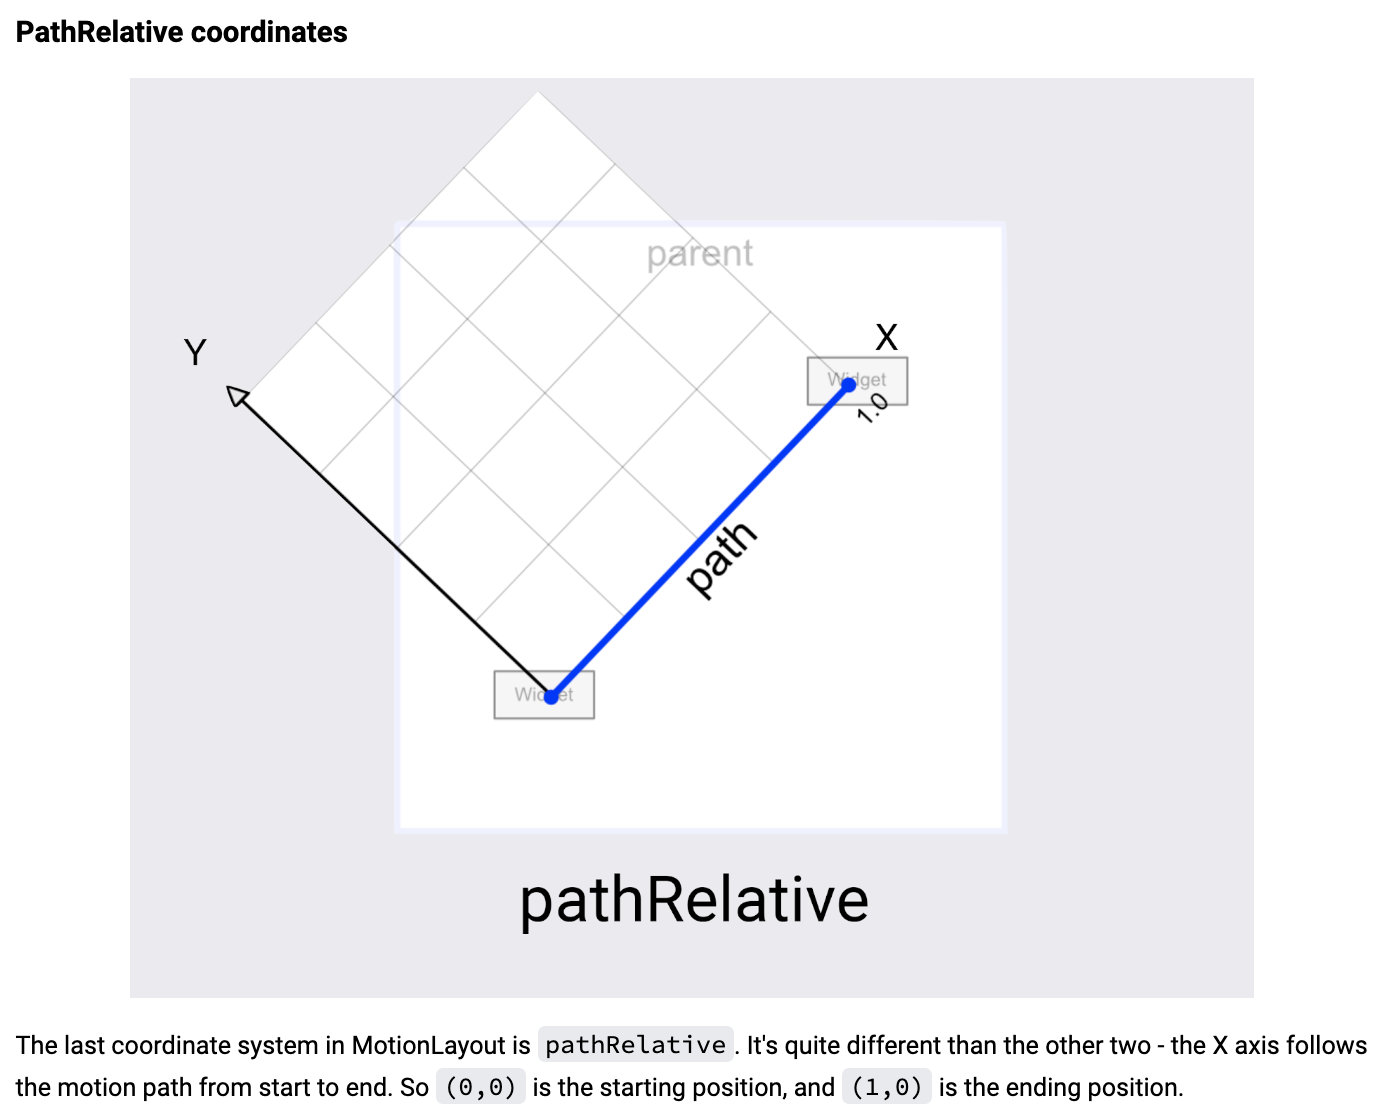 PathRelative coordinates
parent
Y
X
Widget
1.0
path
Widget
pathRelative
The last coordinate system in MotionLayout is pathRelative. It's quite different than the other two - the X axis follows
the motion path from start to end. So (0,0) is the starting position, and (1,0) is the ending position.